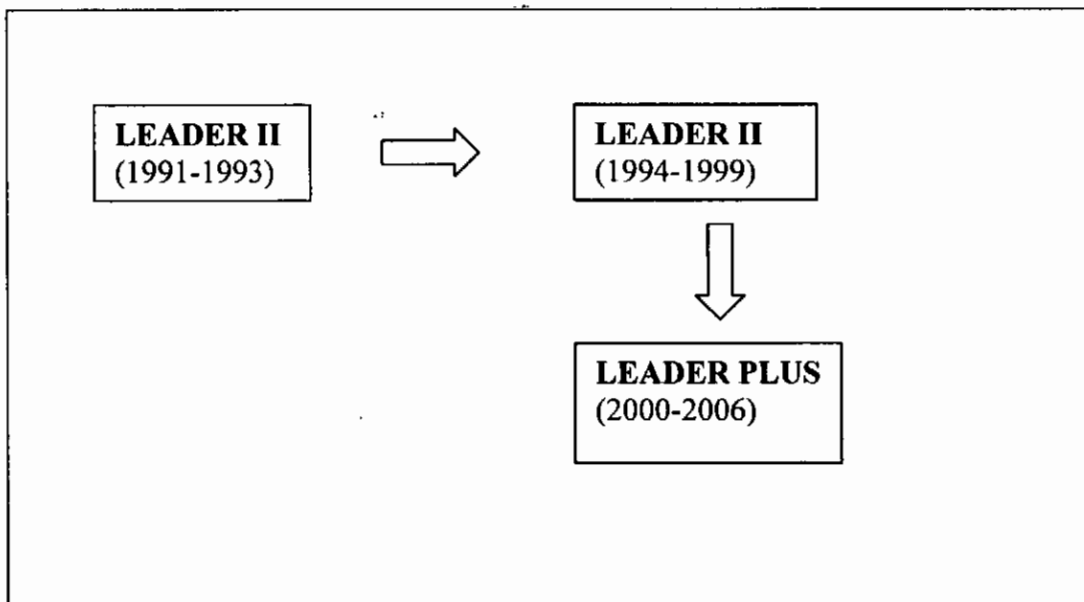 LEADER II
(1991-1993)
LEADER II
(1994-1999)
LEADER PLUS
(2000-2006)